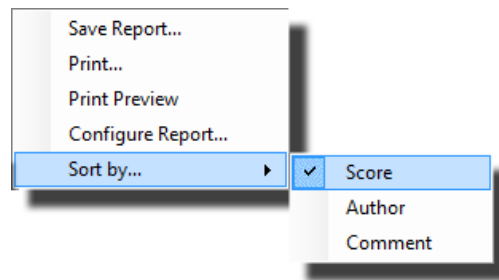 Save Report...
Print...
Print Preview
Configure Report...
Sort by...
Score
Author
Comment